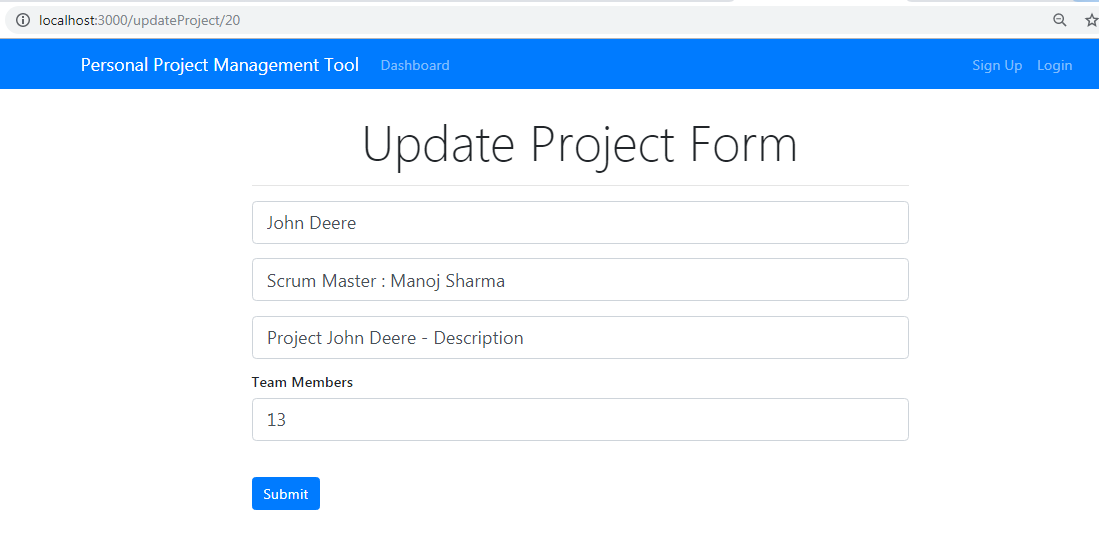 localhost:3000/updateProject/20
Personal Project Management Tool Dashboard Sign Up Login
Update Project Form
John Deere
Scrum Master : Manoj Sharma
Project John Deere - Description
Team Members
13
Submit